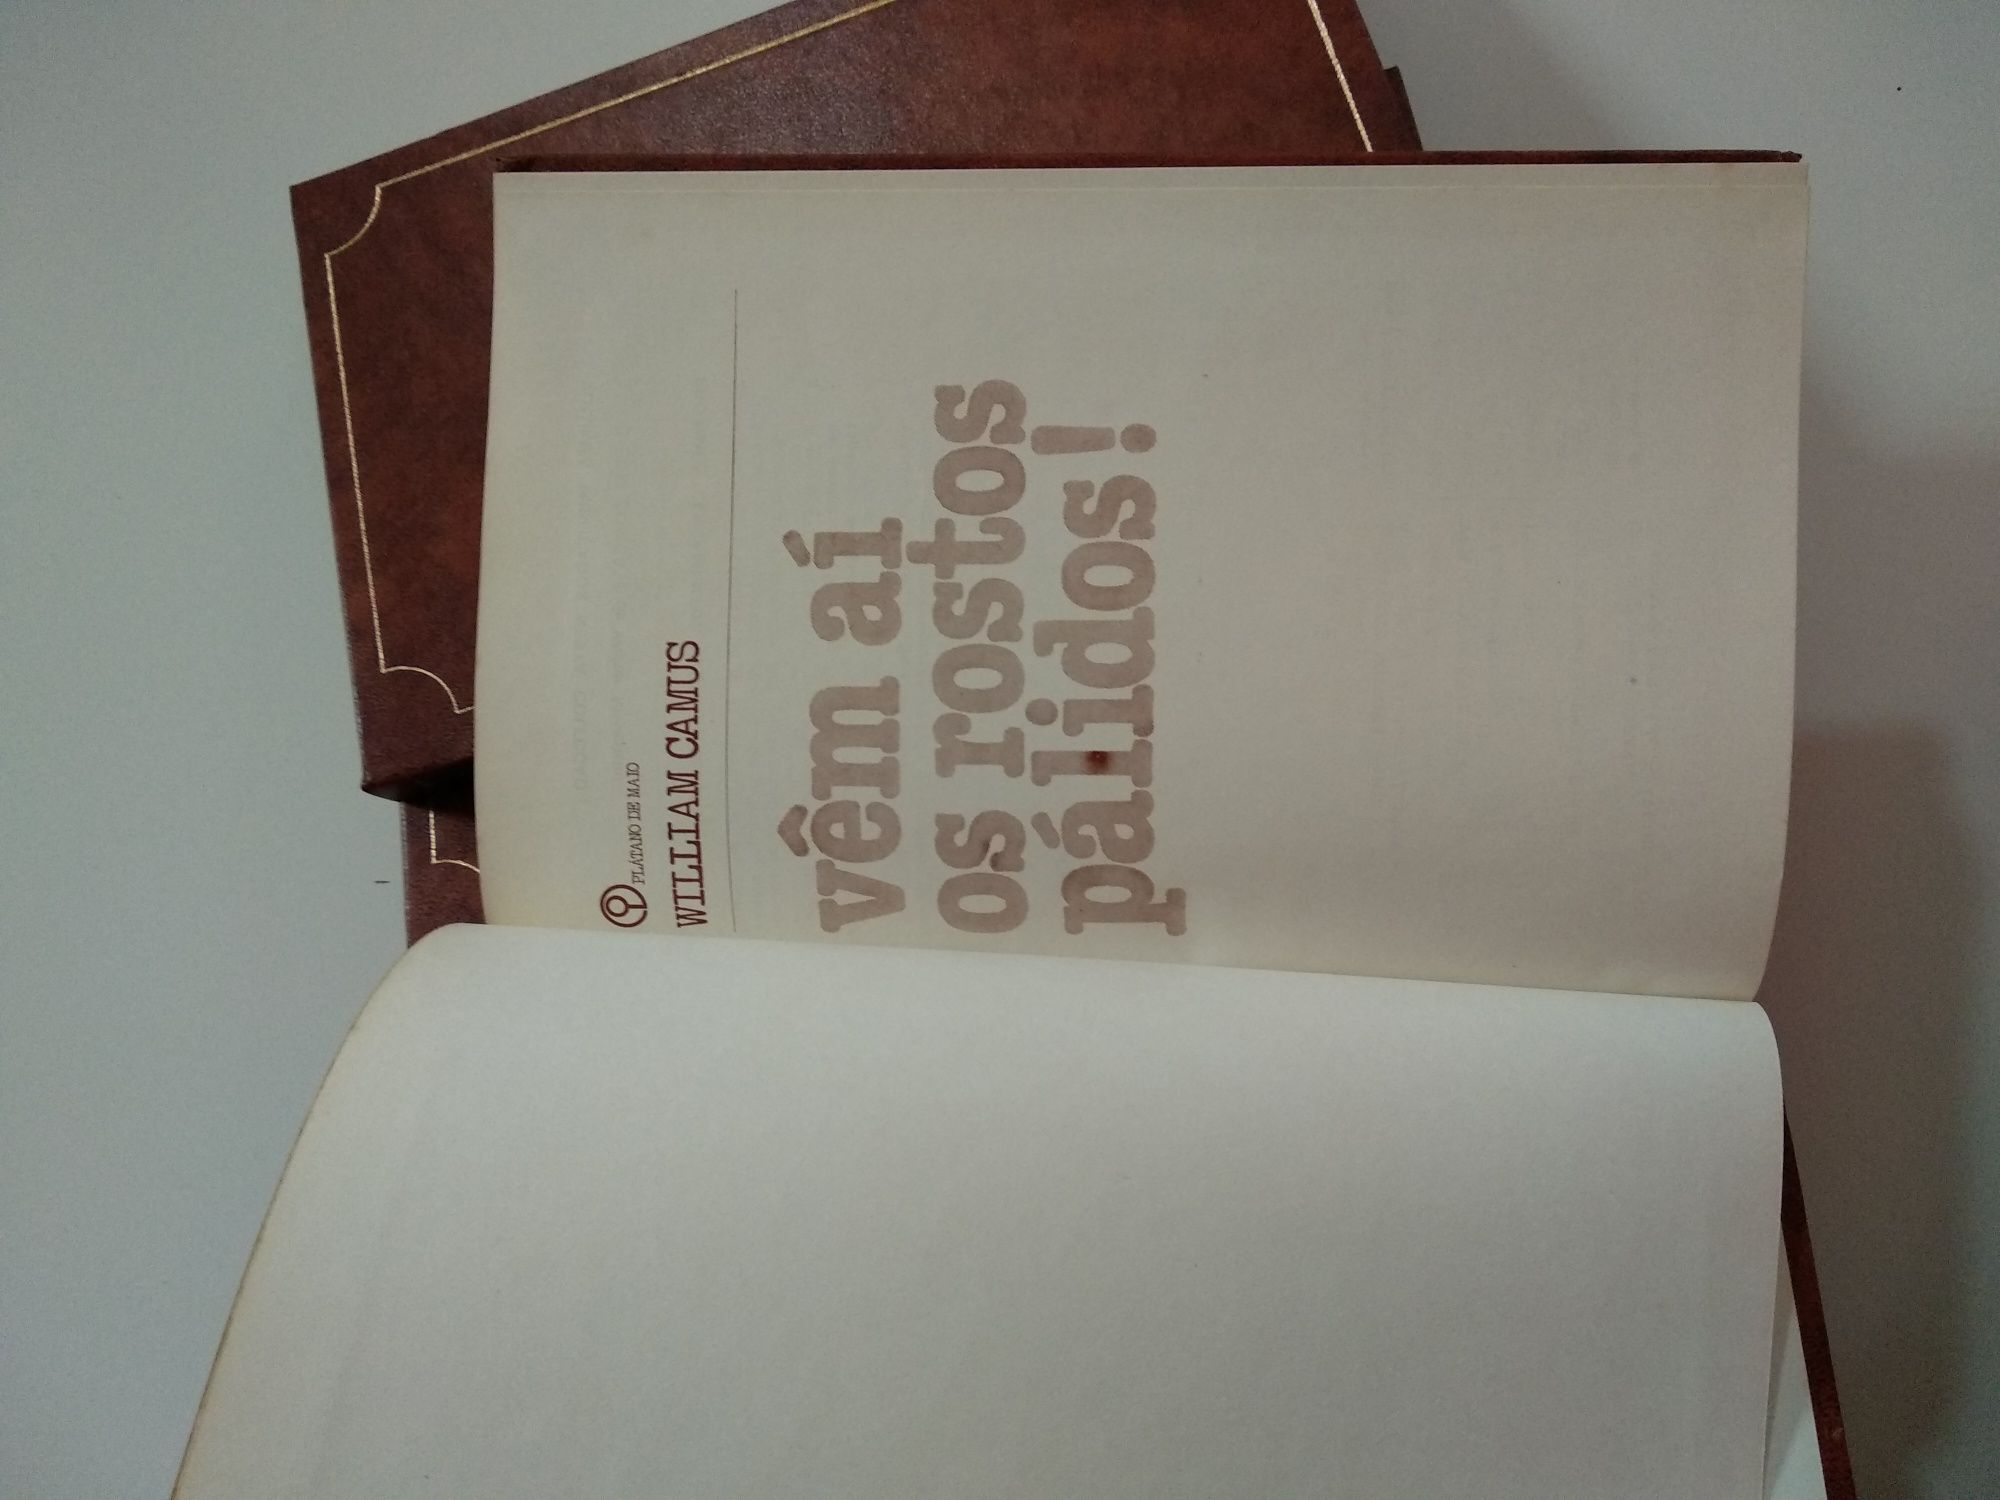 PLÁTANO DE MAIO
WILLIAM CAMUS
vêm aí
os rostos
pálidos!